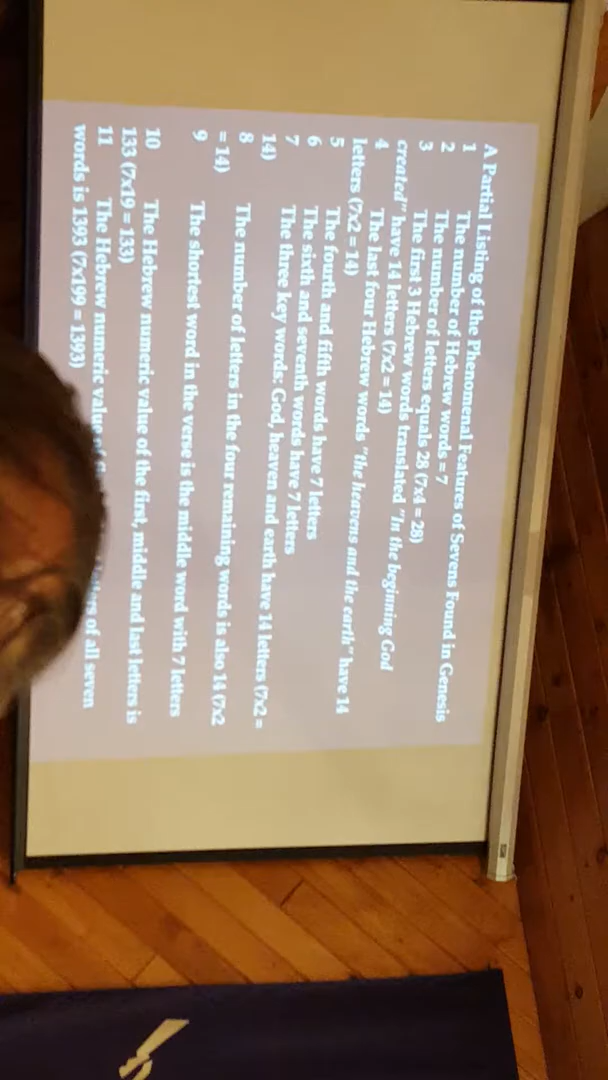 A Partial Listing of the Phenomenal Features of Sevens Found in Genesis
1 The number of Hebrew words =7
2 The number of letters equals 28 (7x4 = 28)
3 The first 3 Hebrew words translated "In the beginning God
created" have 14 letters (7x2 = 14)
4 The last four Hebrew words "the heavens and the earth" have 14
letters (7x2 = 14)
5 The fourth and fifth words have 7 letters
6 The sixth and seventh words have 7 letters
7 The three key words: God, heaven and earth have 14 letters (7x2 =
14)
8 The number of letters in the four remaining words is also 14 (7x2
= 14)
9 The shortest word in the verse is the middle word with 7 letters
10 The Hebrew numeric value of the first, middle and last letters is
133 (7x19 = 133)
11 The Hebrew numeric of all seven
words is 1393 (7x199 = 1393)